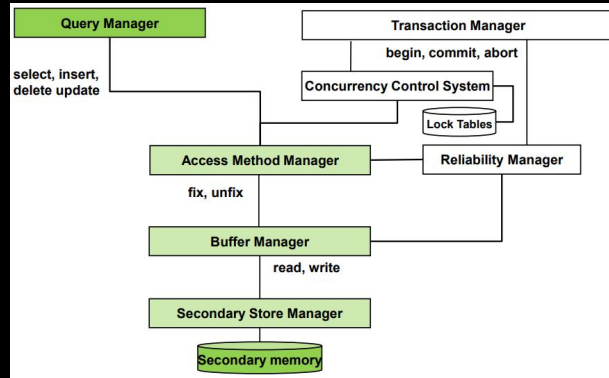 Query Manager
Transaction Manager
begin, commit, abort
select, insert,
delete update
Concurrency Control System
Lock Tables
Access Method Manager
Reliability Manager
fix, unfix
Buffer Manager
read, write
Secondary Store Manager
Secondary memory